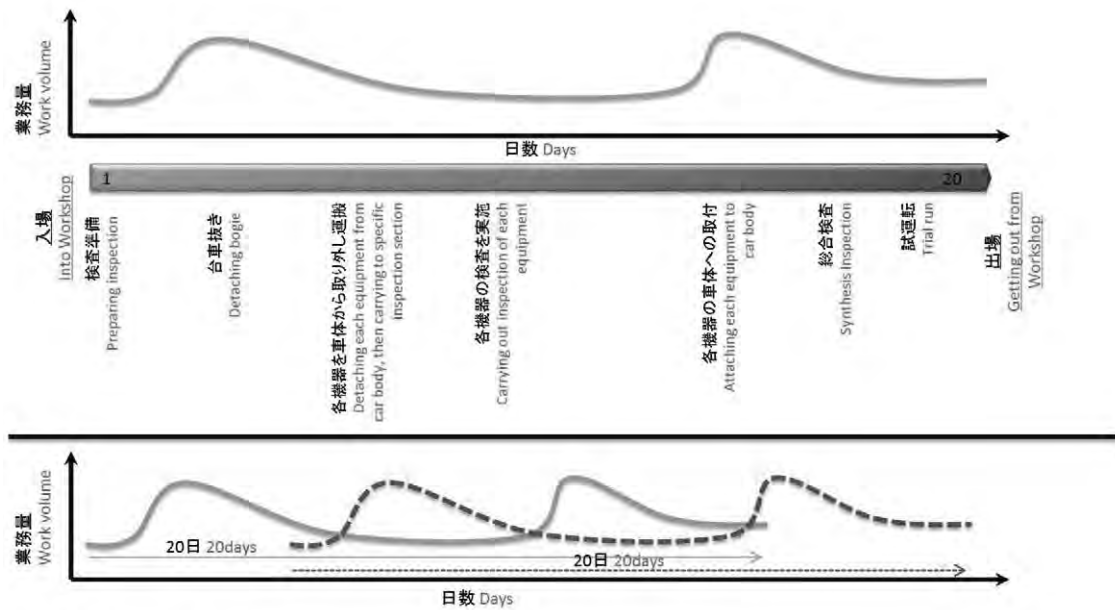 業務量
Work volume
日数 Days
1
20
入場
Into Workshop
検査準備
Preparing inspection
台車抜き
Detaching bogie
各機器を車体から取り外し運搬
Detaching each equipment from
car body, then carrying to specific
inspection section
各機器の検査を実施
Carrying out inspection of each
equipment
各機器の車体への取付
Attaching each equipment to
car body
総合検査
Synthesis Inspection
試運転
Trial run
出場
Getting out from
Workshop
業務量
Work volume
20日 20days
20日 20days
日数 Days